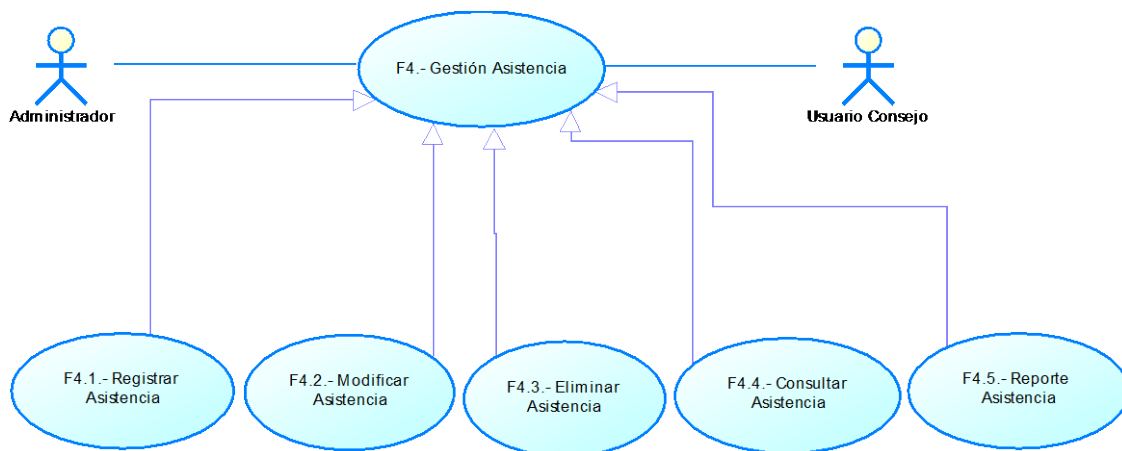 F4.- Gestión Asistencia
Administrador
Usuario Consejo
F4.1.- Registrar
Asistencia
F4.2.- Modificar
Asistencia
F4.3.- Eliminar
Asistencia
F4.4.- Consultar
Asistencia
F4.5.- Reporte
Asistencia